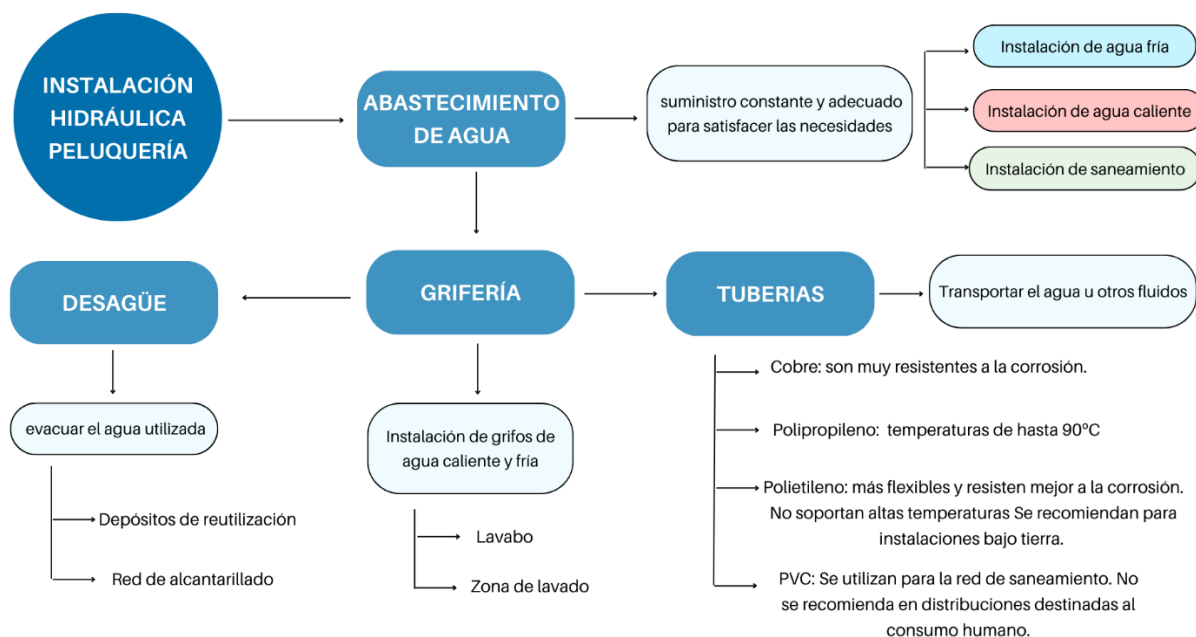 INSTALACIÓN
HIDRÁULICA
PELUQUERÍA
ABASTECIMIENTO
DE AGUA
suministro constante y adecuado
para satisfacer las necesidades
Instalación de agua fría
Instalación de agua caliente
Instalación de saneamiento
DESAGÜE
GRIFERÍA
TUBERIAS
Transportar el agua u otros fluidos
evacuar el agua utilizada
Depósitos de reutilización
Red de alcantarillado
Instalación de grifos de
agua caliente y fría
Lavabo
Zona de lavado
Cobre: son muy resistentes a la corrosión.
Polipropileno: temperaturas de hasta 90°C
Polietileno: más flexibles y resisten mejor a la corrosión.
No soportan altas temperaturas Se recomiendan para
instalaciones bajo tierra.
PVC: Se utilizan para la red de saneamiento. No
se recomienda en distribuciones destinadas al
consumo humano.